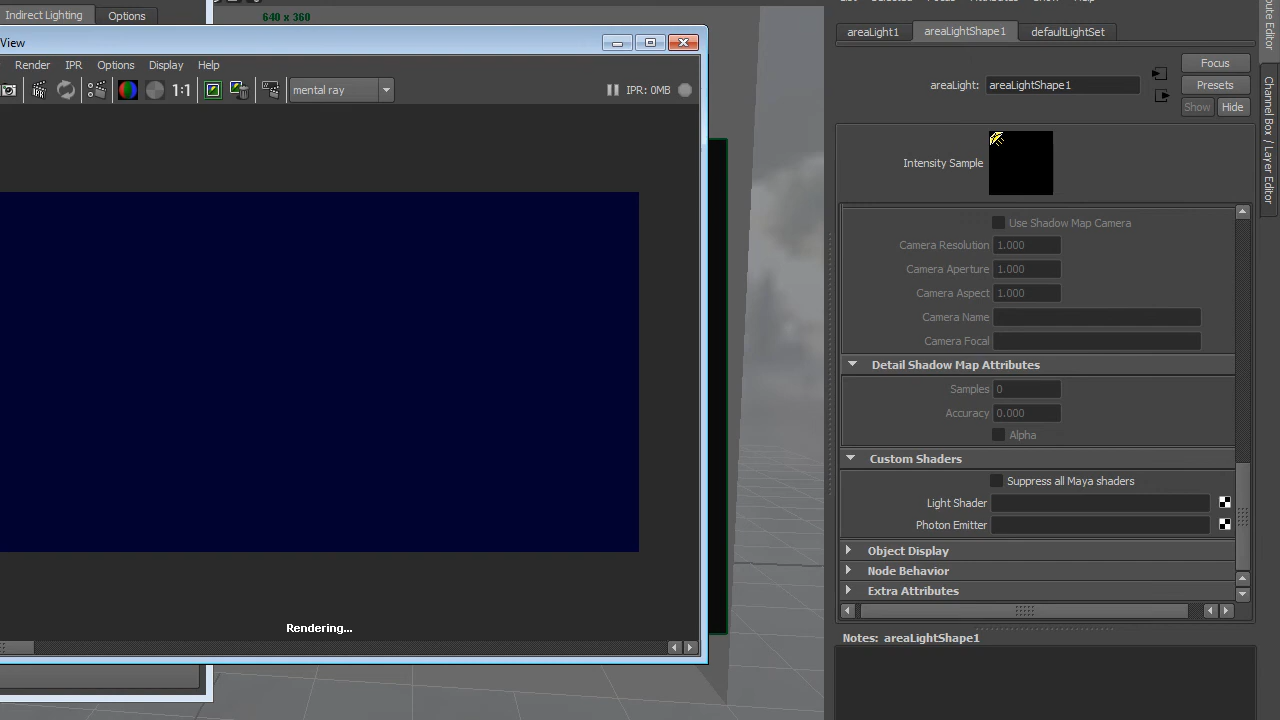 Indirect Lighting
Options
640 x 360
View
Render
IPR
Options
Display
Help
1:1
mental ray
IPR: 0MB
Rendering...
areaLight1
areaLightShape1
defaultLightSet
areaLight:
areaLightShape1
Focus
Presets
Show
Hide
Intensity Sample
Use Shadow Map Camera
Camera Resolution
1.000
Camera Aperture
1.000
Camera Aspect
1.000
Camera Name
Camera Focal
Detail Shadow Map Attributes
Samples
0
Accuracy
0.000
Alpha
Custom Shaders
Suppress all Maya shaders
Light Shader
Photon Emitter
Object Display
Node Behavior
Extra Attributes
Notes: areaLightShape1
Channel Box / Layer Editor